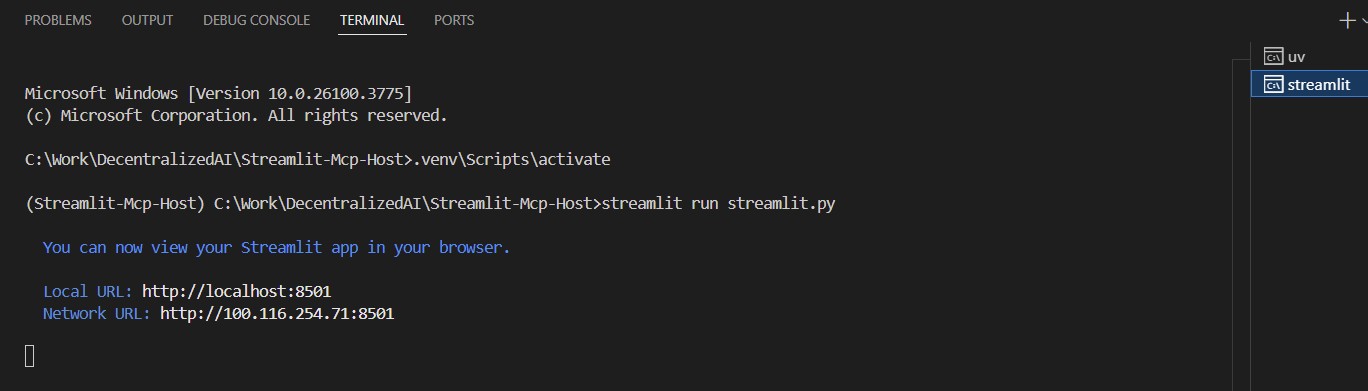 PROBLEMS OUTPUT DEBUG CONSOLE TERMINAL PORTS
uv
streamlit
Microsoft Windows [Version 10.0.26100.3775]
(c) Microsoft Corporation. All rights reserved.
C:\Work\DecentralizedAI\Streamlit-Mcp-Host>.venv\Scripts\activate
(Streamlit-Mcp-Host) C:\Work\DecentralizedAI\Streamlit-Mcp-Host>streamlit run streamlit.py
You can now view your Streamlit app in your browser.
Local URL: http://localhost:8501
Network URL: http://100.116.254.71:8501